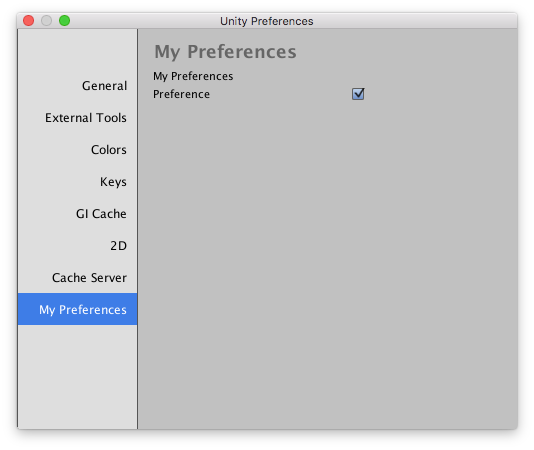 Unity Preferences
General
External Tools
Colors
Keys
GI Cache
2D
Cache Server
My Preferences
My Preferences
My Preferences
Preference